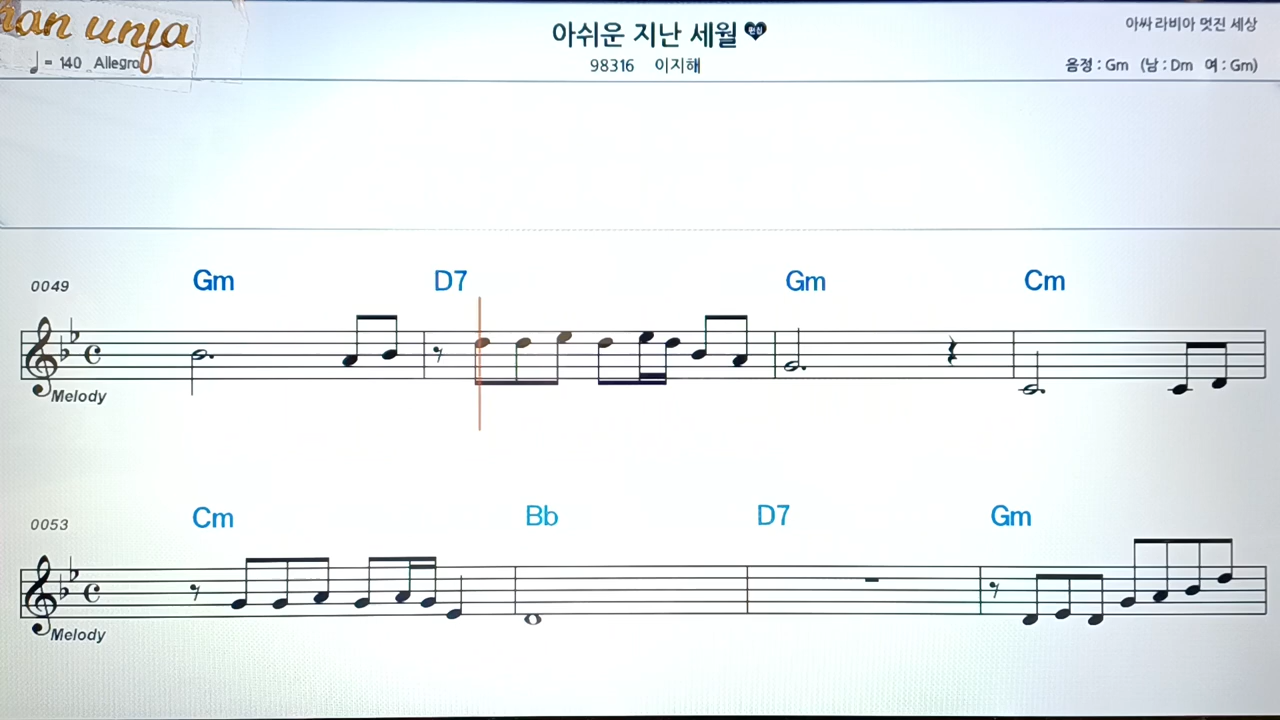 아쉬운 지난 세월
편집
아싸 라비아 멋진 세상
♩ = 140 Allegro
98316 이지해
음정 : Gm (남 : Dm 여 : Gm)
0049 Gm D7 Gm Cm
Melody
0053 Cm Bb D7 Gm
Melody